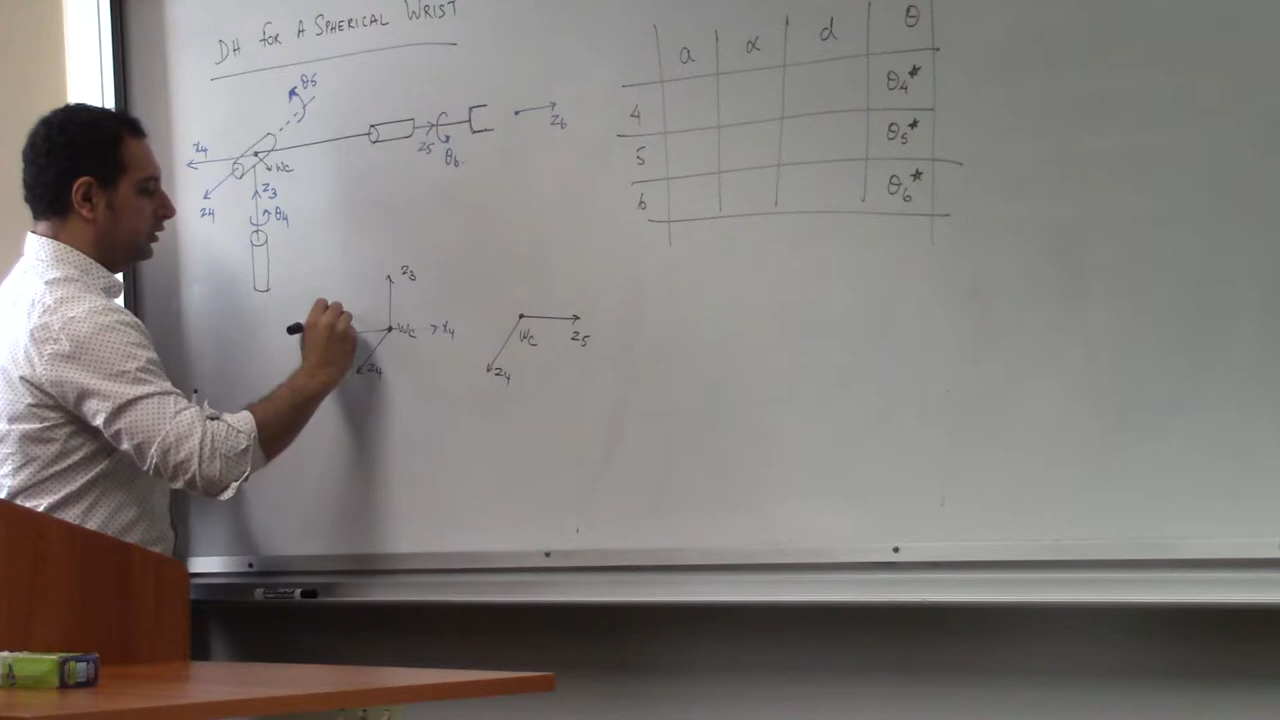 DH FOR A SPHERICAL WRIST
θ5
x4
z4
WC
z3
θ4
z5
θ6
z6
z3
WC
x4
z4
WC
z5
z4
a α d θ
4 θ4*
5 θ5*
6 θ6*